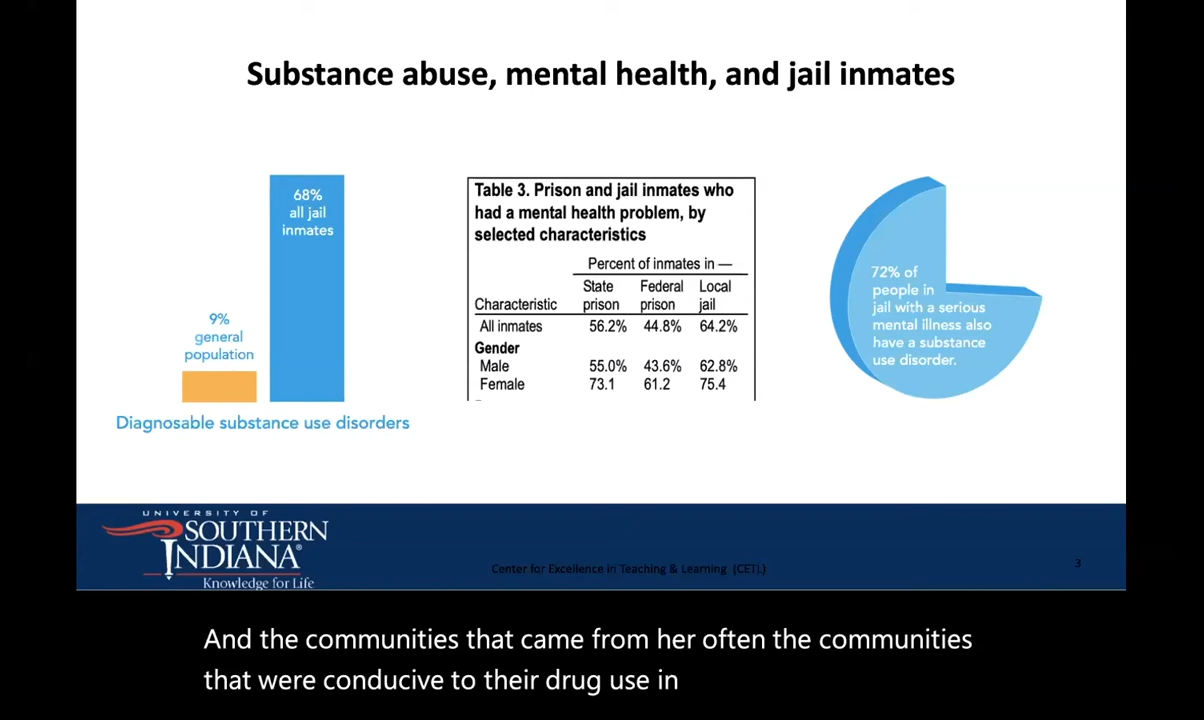 Substance abuse, mental health, and jail inmates
68%
all jail
inmates
9%
general
population
Diagnosable substance use disorders
Table 3. Prison and jail inmates who
had a mental health problem, by
selected characteristics
Percent of inmates in —
Characteristic State prison Federal prison Local jail
All inmates 56.2% 44.8% 64.2%
Gender
Male 55.0% 43.6% 62.8%
Female 73.1 61.2 75.4
72% of
people in
jail with a serious
mental illness also
have a substance
use disorder.
UNIVERSITY OF
SOUTHERN
INDIANA®
Knowledge for Life
Center for Excellence in Teaching & Learning (CETL)
3
And the communities that came from her often the communities
that were conducive to their drug use in